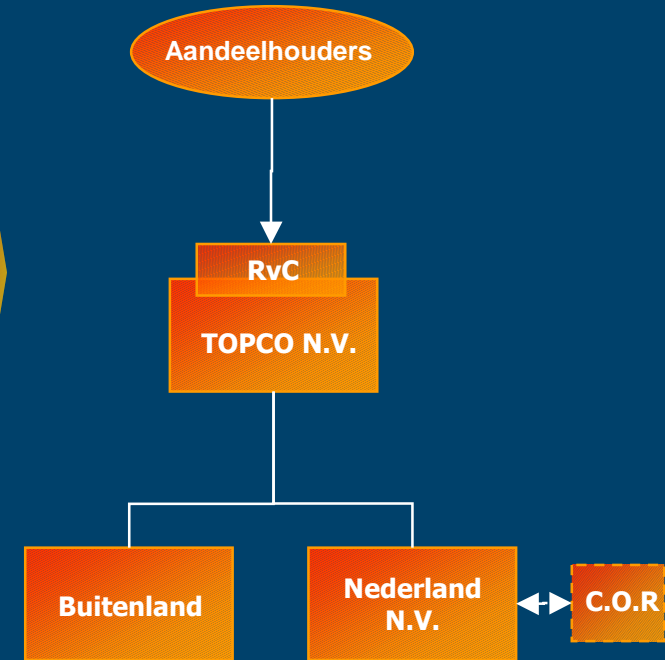 Aandeelhouders
RvC
TOPCO N.V.
Buitenland
Nederland
N.V.
C.O.R